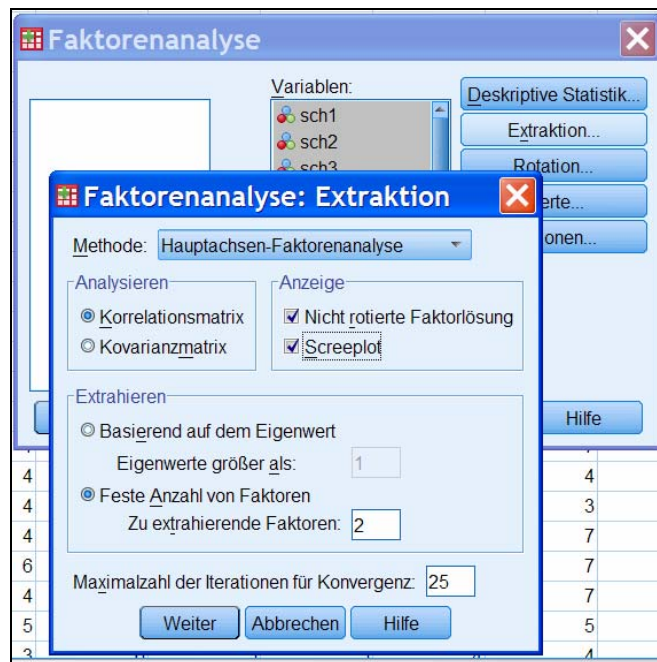 Faktorenanalyse
Variablen:
sch1
sch2
sch3
Deskriptive Statistik...
Extraktion...
Rotation...
erte...
onen...
Hilfe
Faktorenanalyse: Extraktion
Methode: Hauptachsen-Faktorenanalyse
Analysieren
Korrelationsmatrix
Kovarianzmatrix
Anzeige
Nicht rotierte Faktorlösung
Screeplot
Extrahieren
Basierend auf dem Eigenwert
Eigenwerte größer als: 1
Feste Anzahl von Faktoren
Zu extrahierende Faktoren: 2
Maximalzahl der Iterationen für Konvergenz: 25
Weiter Abbrechen Hilfe
4 4
4 3
4 7
6 7
4 7
5 5
3 4